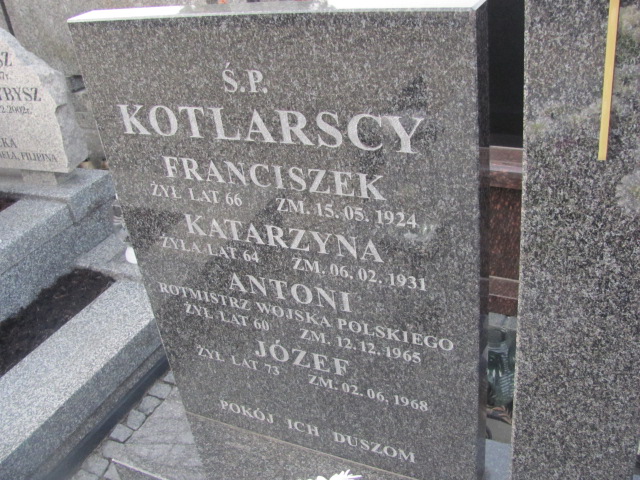 Ś.P.
KOTLARSCY
FRANCISZEK
ŻYŁ LAT 66 ZM. 15.05.1924
KATARZYNA
ŻYŁA LAT 64 ZM. 06.02.1931
ANTONI
ROTMISTRZ WOJSKA POLSKIEGO
ŻYŁ LAT 60 ZM. 12.12.1965
JÓZEF
ŻYŁ LAT 73 ZM. 02.06.1968
POKÓJ ICH DUSZOM